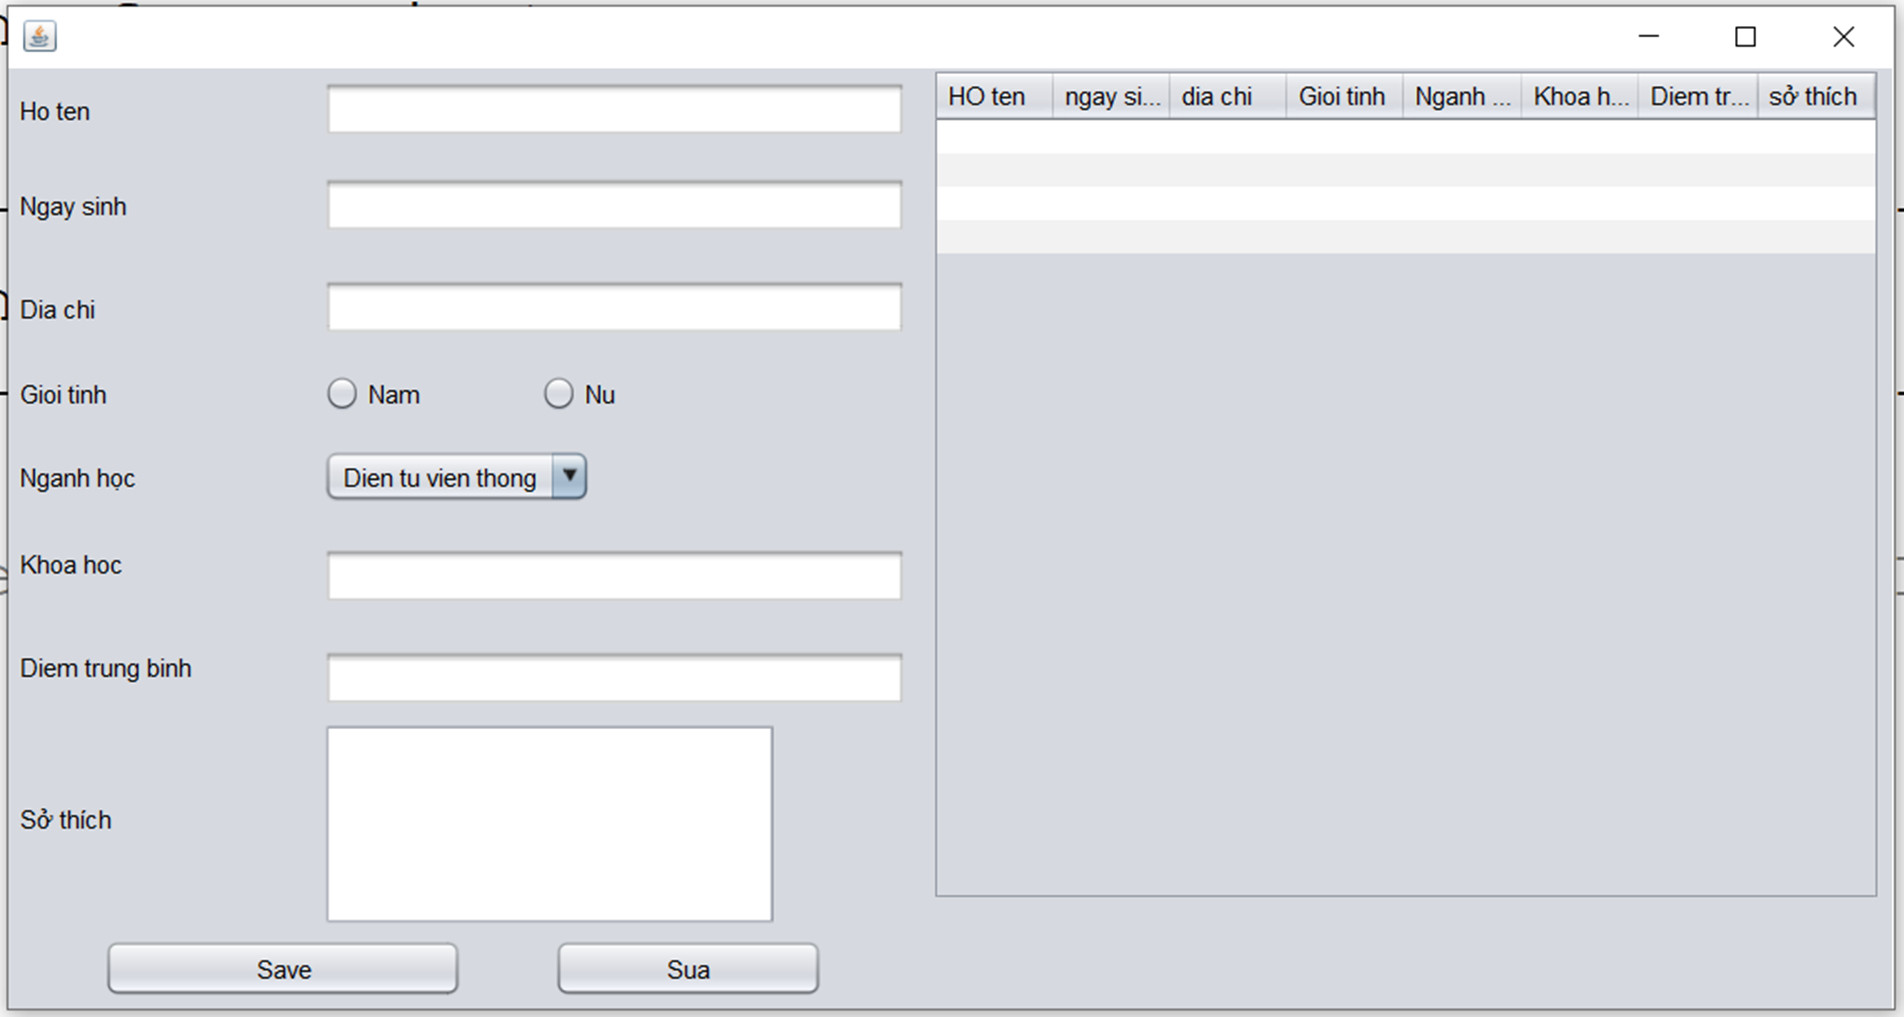 Ho ten
Ngay sinh
Dia chi
Gioi tinh
Nam
Nu
Nganh học
Dien tu vien thong
Khoa hoc
Diem trung binh
Sở thích
Save
Sua
HO ten
ngay si...
dia chi
Gioi tinh
Nganh ...
Khoa h...
Diem tr...
sở thích